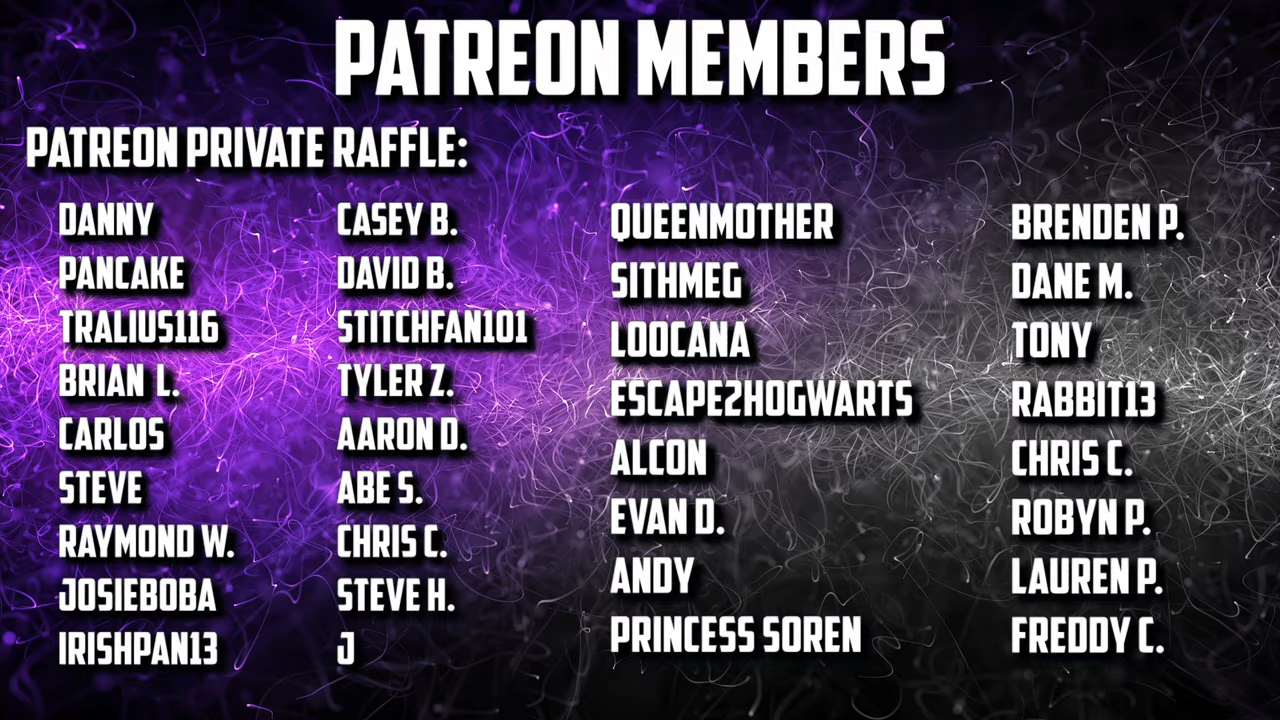 PATREON MEMBERS
PATREON PRIVATE RAFFLE:
DANNY
PANCAKE
TRALIUS116
BRIAN L.
CARLOS
STEVE
RAYMOND W.
JOSIEBOBA
IRISHPAN13
CASEY B.
DAVID B.
STITCHFAN101
TYLER Z.
AARON D.
ABE S.
CHRIS C.
STEVE H.
J
QUEENMOTHER
SITHMEG
LOOCANA
ESCAPE2HOGWARTS
ALCON
EVAN D.
ANDY
PRINCESS SOREN
BRENDEN P.
DANE M.
TONY
RABBIT13
CHRIS C.
ROBYN P.
LAUREN P.
FREDDY C.